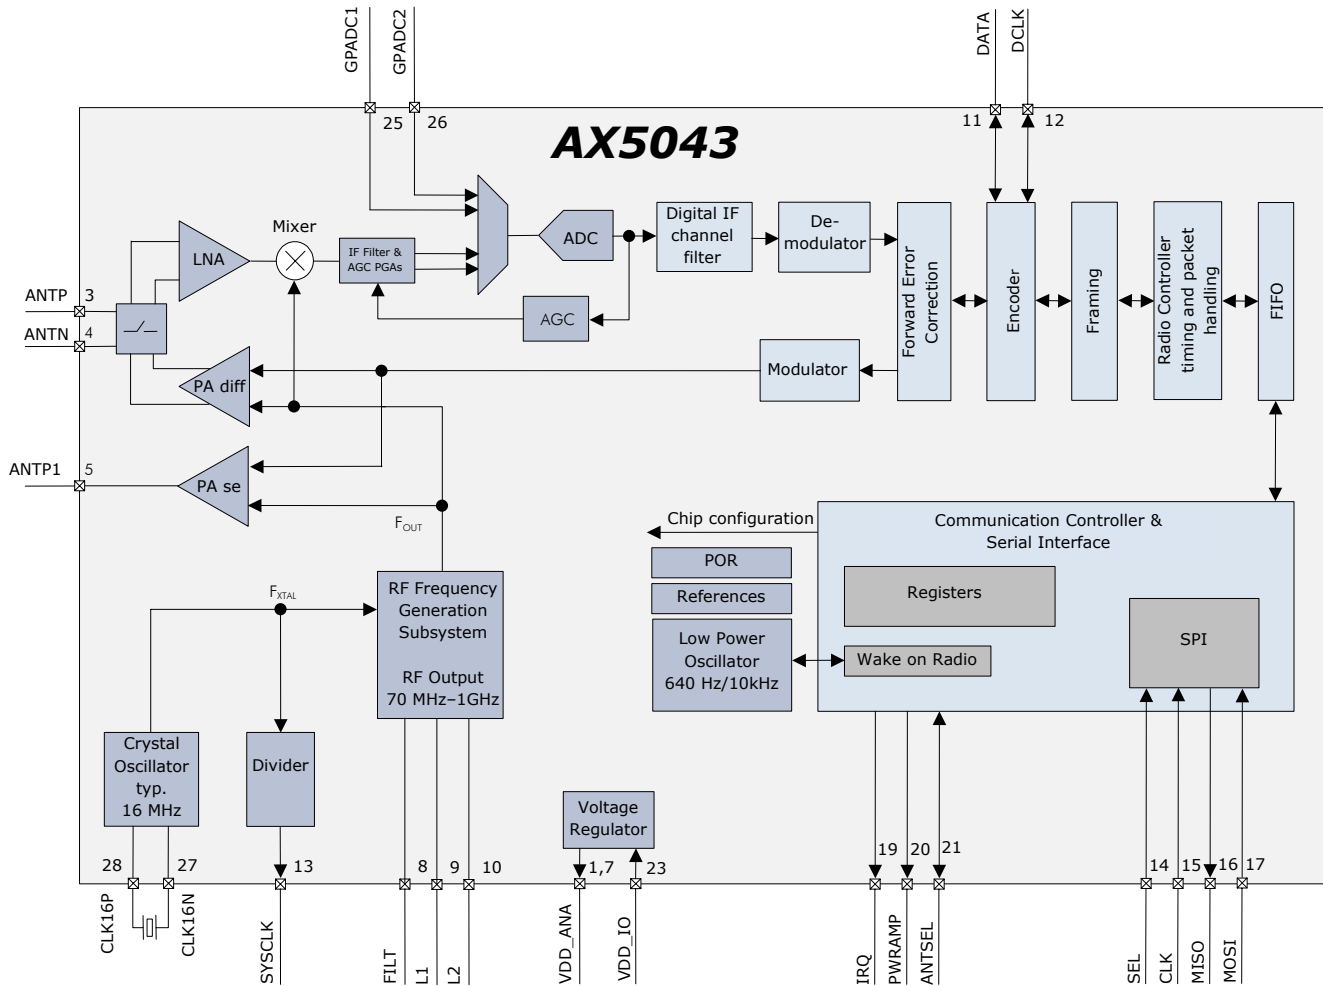 GPADC1
GPADC2
DATA
DCLK
25
26
11
12
AX5043
Mixer
LNA
IF Filter &
AGC PGAs
ADC
AGC
Digital IF
channel
filter
De-
modulator
Forward Error
Correction
Encoder
Framing
Radio Controller
timing and packet
handling
FIFO
Modulator
ANTP
3
ANTN
4
PA diff
ANTP1
5
PA se
FOUT
FXTAL
RF Frequency
Generation
Subsystem
RF Output
70 MHz–1GHz
Chip configuration
POR
References
Low Power
Oscillator
640 Hz/10kHz
Communication Controller &
Serial Interface
Registers
Wake on Radio
SPI
Crystal
Oscillator
typ.
16 MHz
Divider
Voltage
Regulator
28
27
13
8
9
10
1,7
23
19
20
21
14
15
16
17
CLK16P
CLK16N
SYSCLK
FILT
L1
L2
VDD_ANA
VDD_IO
IRQ
PWRAMP
ANTSEL
SEL
CLK
MISO
MOSI